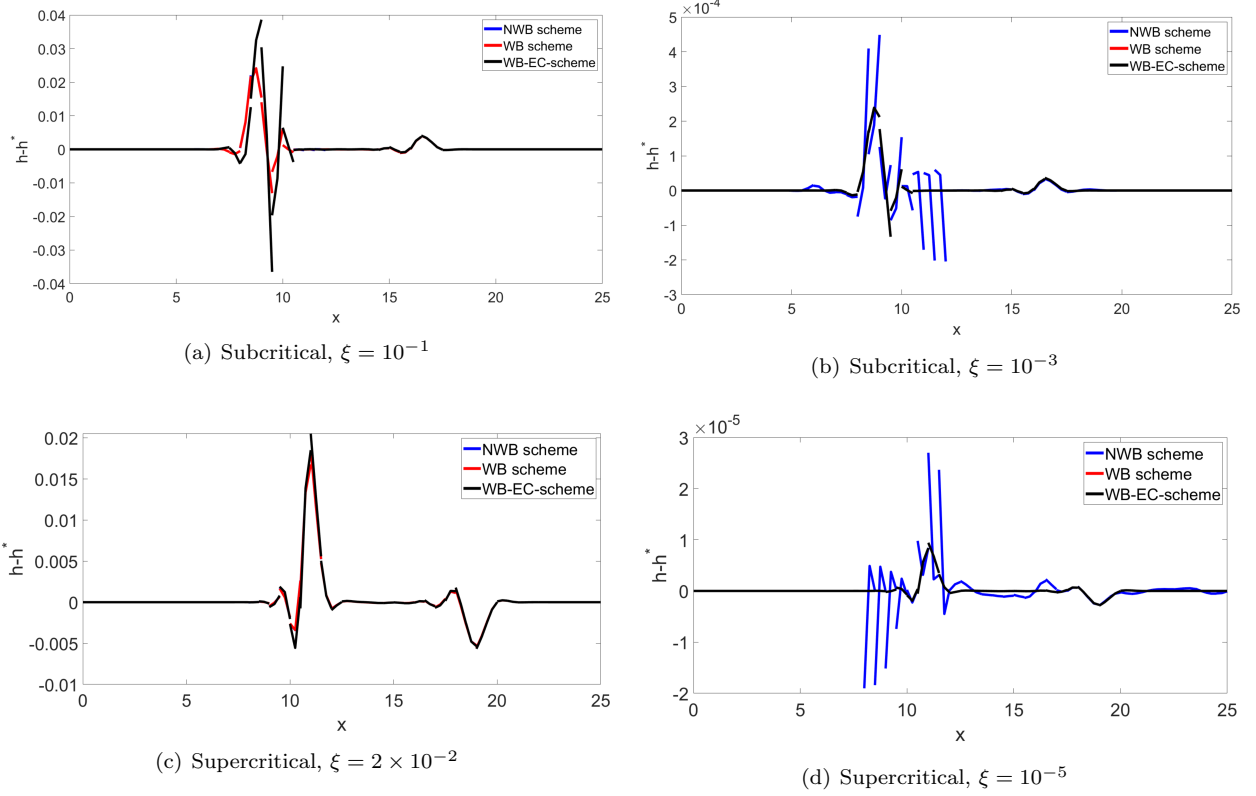 0.04
0.03
0.02
0.01
0
-0.01
-0.02
-0.03
-0.04
h-h*
NWB scheme
WB scheme
WB-EC-scheme
0 5 10 15 20 25
x
(a) Subcritical, ξ = 10⁻¹
×10⁻⁴
5
4
3
2
1
0
-1
-2
-3
h-h*
NWB scheme
WB scheme
WB-EC-scheme
0 5 10 15 20 25
x
(b) Subcritical, ξ = 10⁻³
0.02
0.015
0.01
0.005
0
-0.005
-0.01
h-h*
NWB scheme
WB scheme
WB-EC-scheme
0 5 10 15 20 25
x
(c) Supercritical, ξ = 2 × 10⁻²
×10⁻⁵
3
2
1
0
-1
-2
h-h*
NWB scheme
WB scheme
WB-EC-scheme
0 5 10 15 20 25
x
(d) Supercritical, ξ = 10⁻⁵